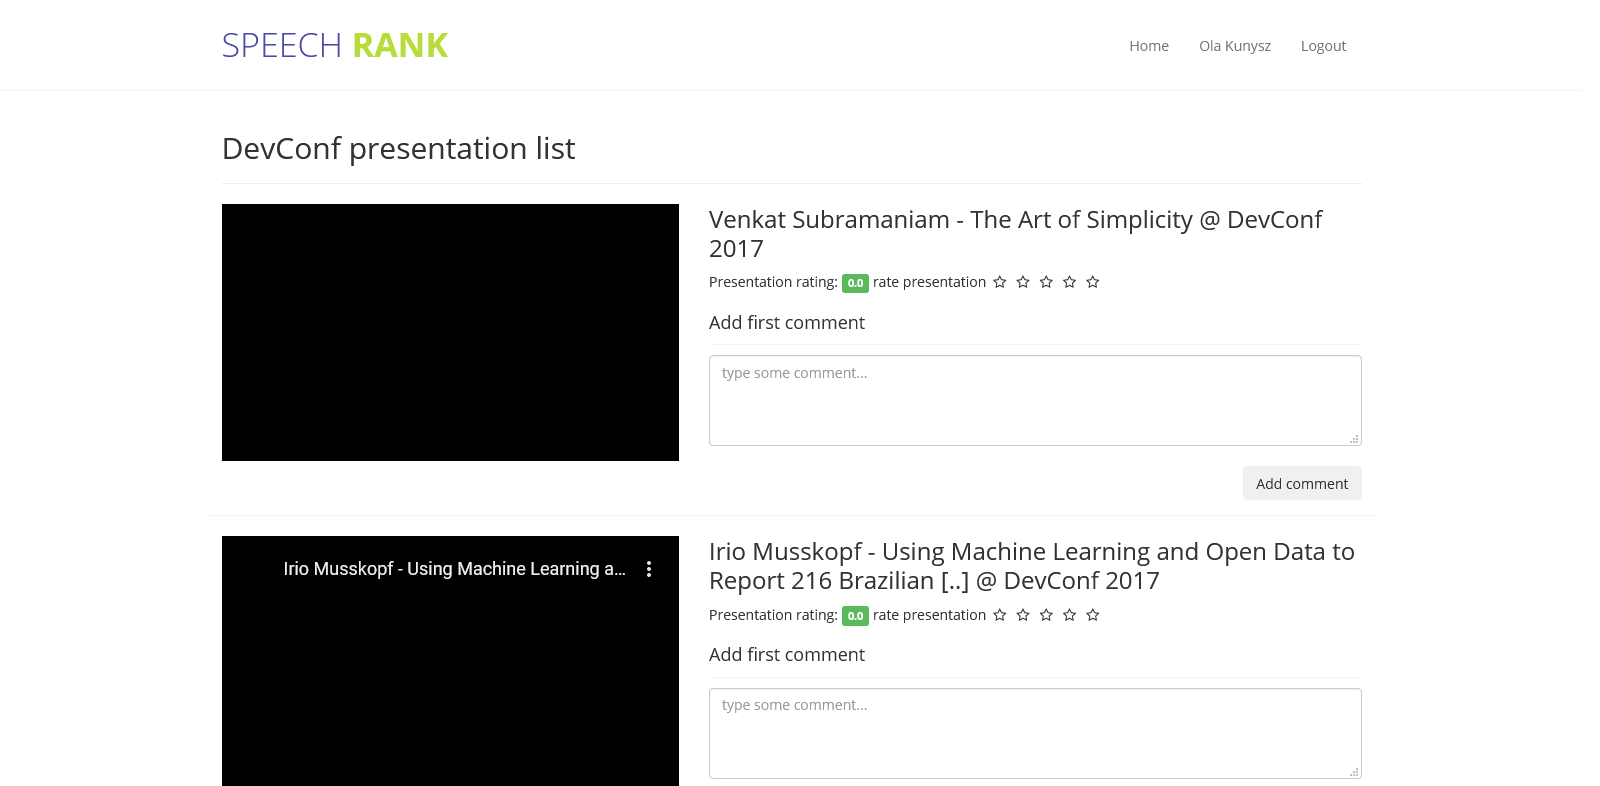 SPEECH RANK
Home
Ola Kunysz
Logout
DevConf presentation list
Venkat Subramaniam - The Art of Simplicity @ DevConf
2017
Presentation rating: 0.0 rate presentation
Add first comment
type some comment...
Add comment
Irio Musskopf - Using Machine Learning a...
Irio Musskopf - Using Machine Learning and Open Data to
Report 216 Brazilian [..] @ DevConf 2017
Presentation rating: 0.0 rate presentation
Add first comment
type some comment...